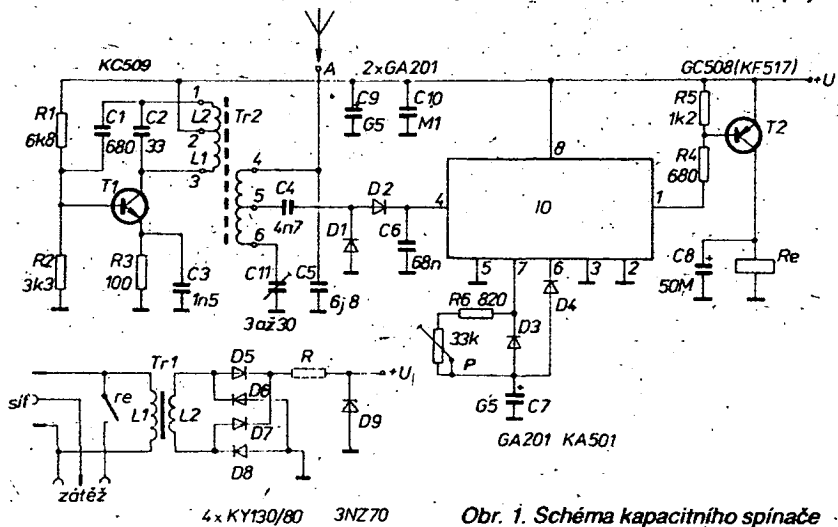 KC509
A
2xGA201
GC508(KF517)
+U
R1
6k8
C1
680
C2
33
1
L2
2
L1
3
Tr2
C9
G5
C10
M1
R5
1k2
T2
R4
680
T1
4
5
6
C4
4n7
D2
8
4
IO
1
D1
C6
68n
R2
3k3
R3
100
C3
1n5
C11
3až30
C5
6j8
5
7
6
3
2
C8
50M
Re
R6 820
33k
P
D3
D4
G5
C7
GA201 KA501
Tr1
síť
re
L1
L2
D5
D6
D7
D8
R
D9
+U
zátěž
4x KY130/80
3NZ70
Obr. 1. Schéma kapacitního spínače